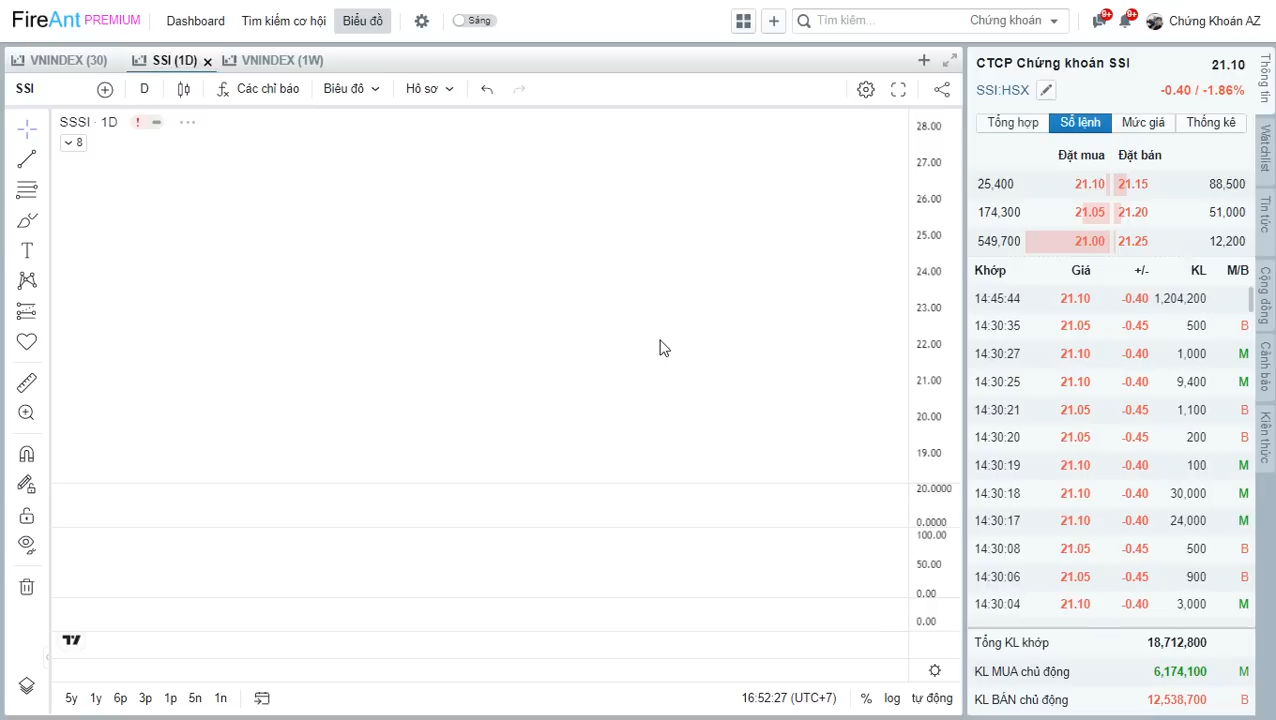 FireAnt PREMIUM Dashboard Tìm kiếm cơ hội Biểu đồ Sáng Tìm kiếm... Chứng khoán 9+ 9+ Chứng Khoán AZ
VNINDEX (30) SSI (1D) VNINDEX (1W)
SSI D Các chỉ báo Biểu đồ Hồ sơ
SSSI · 1D
8
28.00
27.00
26.00
25.00
24.00
23.00
22.00
21.00
20.00
19.00
20.0000
0.0000
100.00
50.00
0.00
0.00
5y 1y 6p 3p 1p 5n 1n 16:52:27 (UTC+7) % log tự động
CTCP Chứng khoán SSI 21.10
SSI:HSX -0.40 / -1.86%
Tổng hợp Sổ lệnh Mức giá Thống kê
Đặt mua Đặt bán
25,400 21.10 21.15 88,500
174,300 21.05 21.20 51,000
549,700 21.00 21.25 12,200
Khớp Giá +/- KL M/B
14:45:44 21.10 -0.40 1,204,200
14:30:35 21.05 -0.45 500 B
14:30:27 21.10 -0.40 1,000 M
14:30:25 21.10 -0.40 9,400 M
14:30:21 21.05 -0.45 1,100 B
14:30:20 21.05 -0.45 200 B
14:30:19 21.10 -0.40 100 M
14:30:18 21.10 -0.40 30,000 M
14:30:17 21.10 -0.40 24,000 M
14:30:08 21.05 -0.45 500 B
14:30:06 21.05 -0.45 900 B
14:30:04 21.10 -0.40 3,000 M
Tổng KL khớp 18,712,800
KL MUA chủ động 6,174,100 M
KL BÁN chủ động 12,538,700 B
Thông tin
Watchlist
Tin tức
Cộng đồng
Cảnh báo
Kiến thức